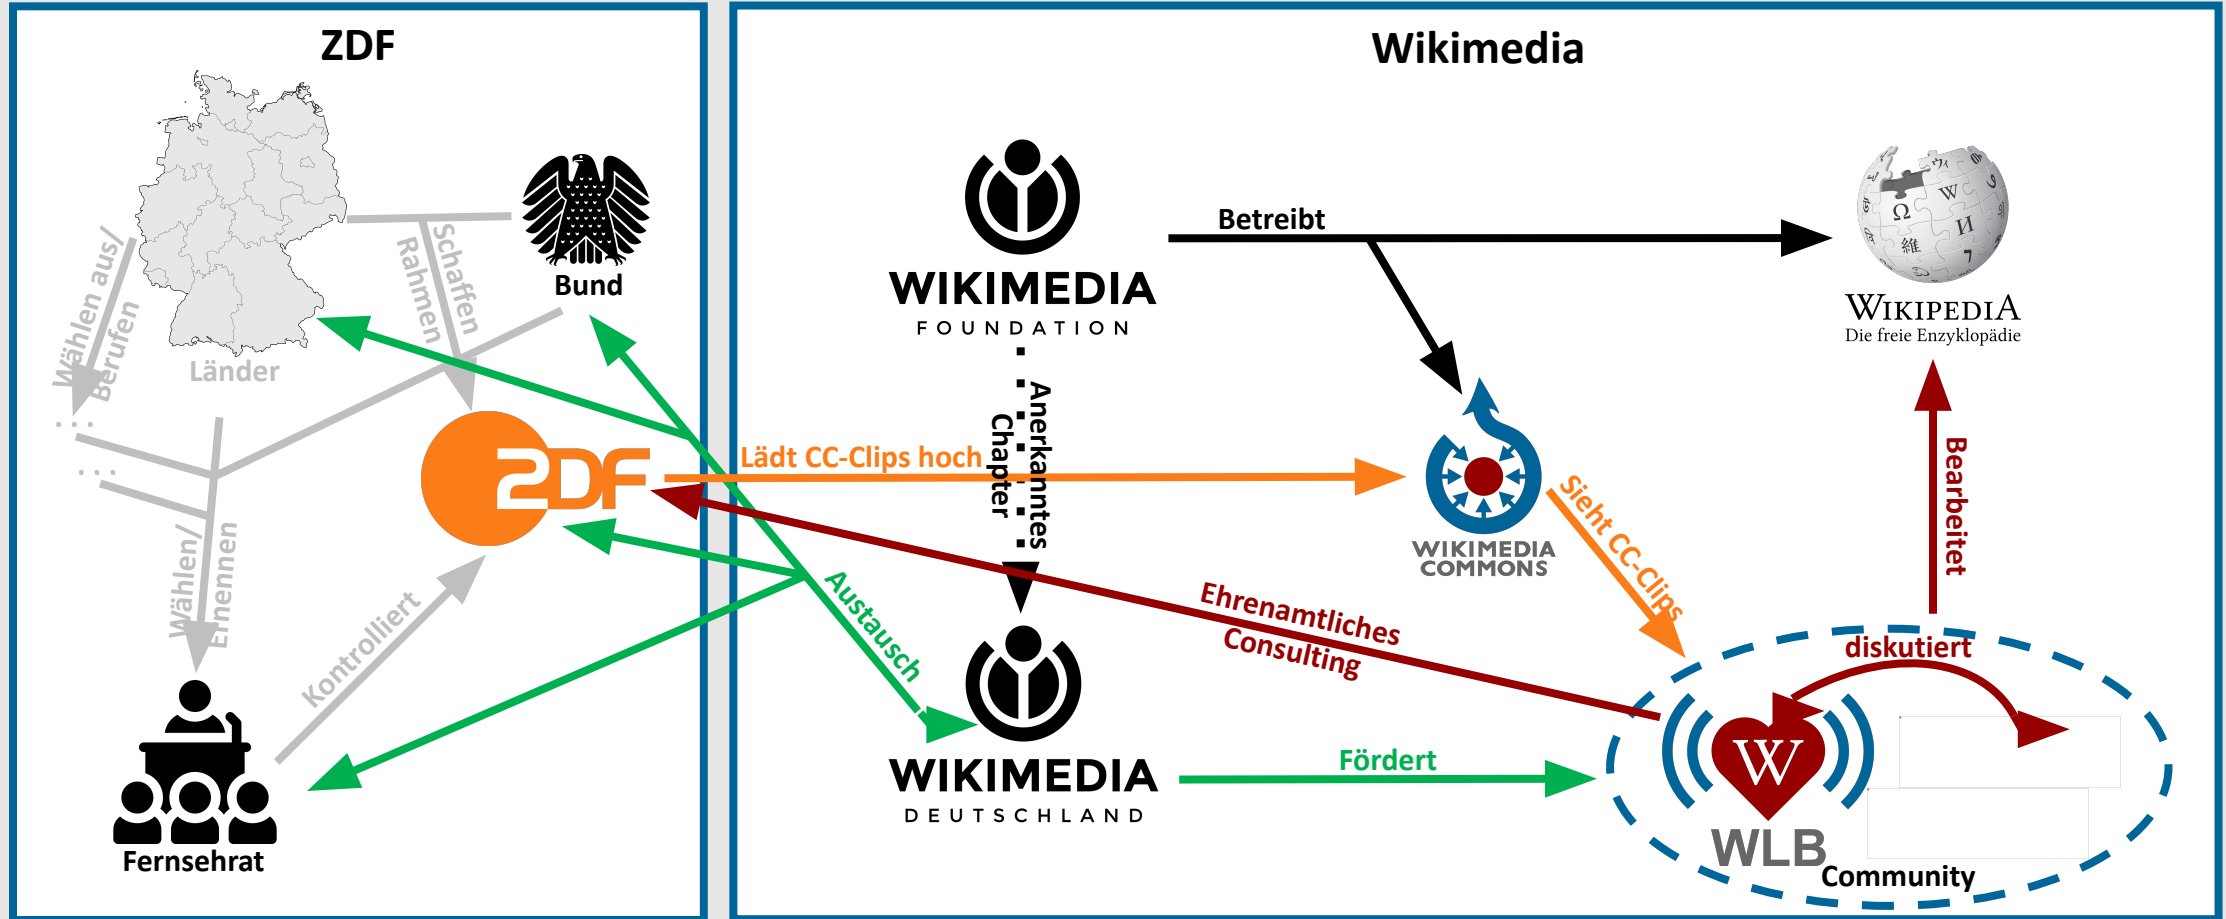 ZDF
Wählen aus/
Berufen
Länder
Schaffen
Rahmen
Bund
...
...
Wählen/
Ernennen
Kontrolliert
ZDF
Fernsehrat
Wikimedia
WIKIMEDIA
FOUNDATION
Betreibt
WIKIPEDIA
Die freie Enzyklopädie
Anerkanntes
Chapter
Lädt CC-Clips hoch
WIKIMEDIA
COMMONS
Sieht CC-Clips
Bearbeitet
Austausch
Ehrenamtliches
Consulting
WIKIMEDIA
DEUTSCHLAND
Fördert
diskutiert
W
WLB
Community